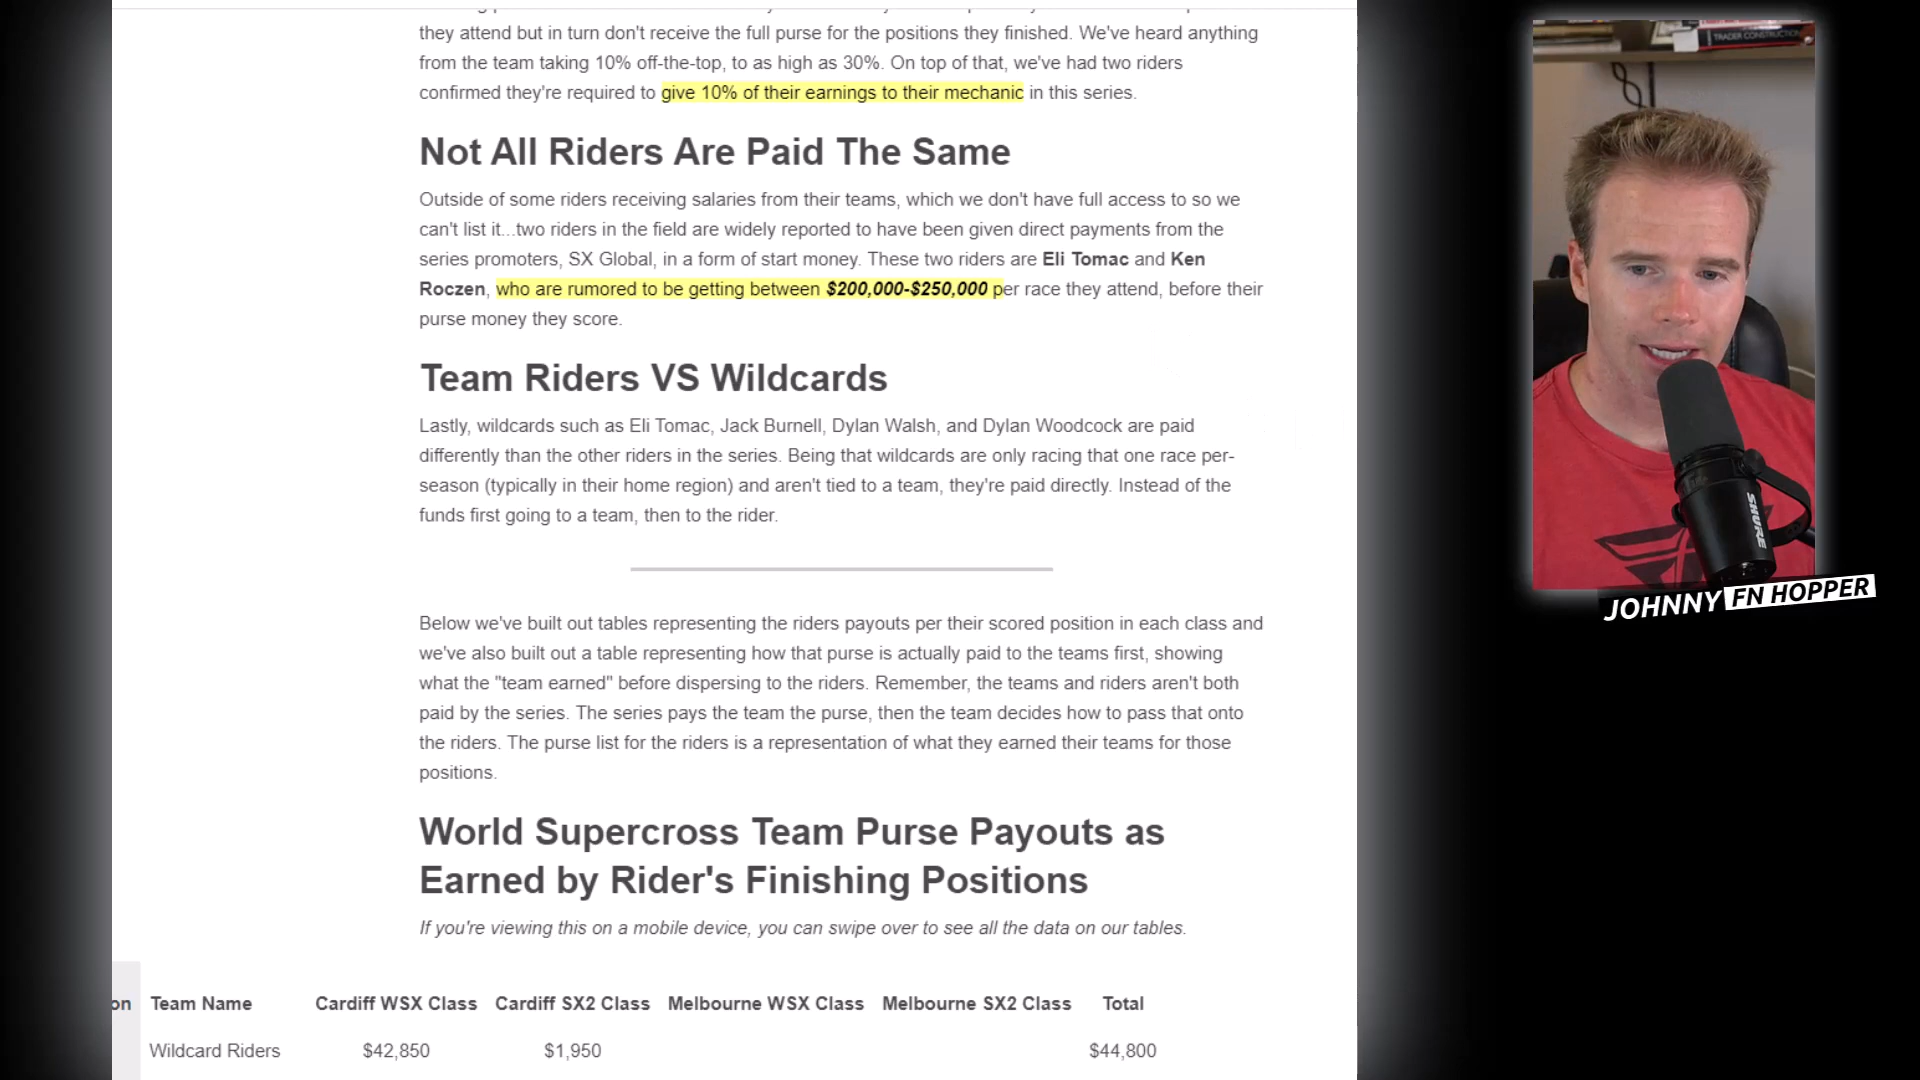 they attend but in turn don't receive the full purse for the positions they finished. We've heard anything
from the team taking 10% off-the-top, to as high as 30%. On top of that, we've had two riders
confirmed they're required to give 10% of their earnings to their mechanic in this series.
Not All Riders Are Paid The Same
Outside of some riders receiving salaries from their teams, which we don't have full access to so we
can't list it...two riders in the field are widely reported to have been given direct payments from the
series promoters, SX Global, in a form of start money. These two riders are Eli Tomac and Ken
Roczen, who are rumored to be getting between $200,000-$250,000 per race they attend, before their
purse money they score.
Team Riders VS Wildcards
Lastly, wildcards such as Eli Tomac, Jack Burnell, Dylan Walsh, and Dylan Woodcock are paid
differently than the other riders in the series. Being that wildcards are only racing that one race per-
season (typically in their home region) and aren't tied to a team, they're paid directly. Instead of the
funds first going to a team, then to the rider.
Below we've built out tables representing the riders payouts per their scored position in each class and
we've also built out a table representing how that purse is actually paid to the teams first, showing
what the "team earned" before dispersing to the riders. Remember, the teams and riders aren't both
paid by the series. The series pays the team the purse, then the team decides how to pass that onto
the riders. The purse list for the riders is a representation of what they earned their teams for those
positions.
World Supercross Team Purse Payouts as
Earned by Rider's Finishing Positions
If you're viewing this on a mobile device, you can swipe over to see all the data on our tables.
on Team Name Cardiff WSX Class Cardiff SX2 Class Melbourne WSX Class Melbourne SX2 Class Total
Wildcard Riders $42,850 $1,950 $44,800
TRADER CONSTRUCTION
SHURE
JOHNNY FN HOPPER